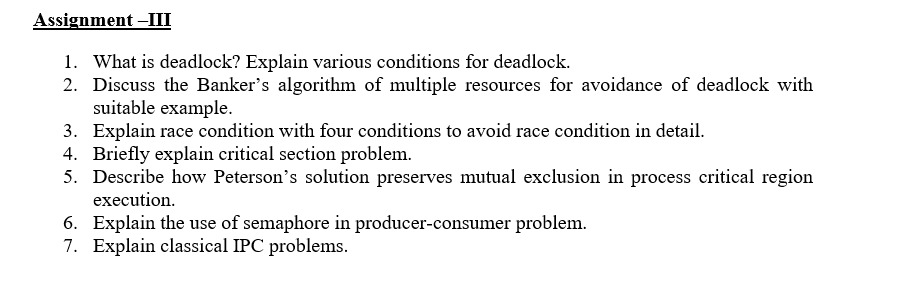 Assignment –III
1. What is deadlock? Explain various conditions for deadlock.
2. Discuss the Banker’s algorithm of multiple resources for avoidance of deadlock with
suitable example.
3. Explain race condition with four conditions to avoid race condition in detail.
4. Briefly explain critical section problem.
5. Describe how Peterson’s solution preserves mutual exclusion in process critical region
execution.
6. Explain the use of semaphore in producer-consumer problem.
7. Explain classical IPC problems.